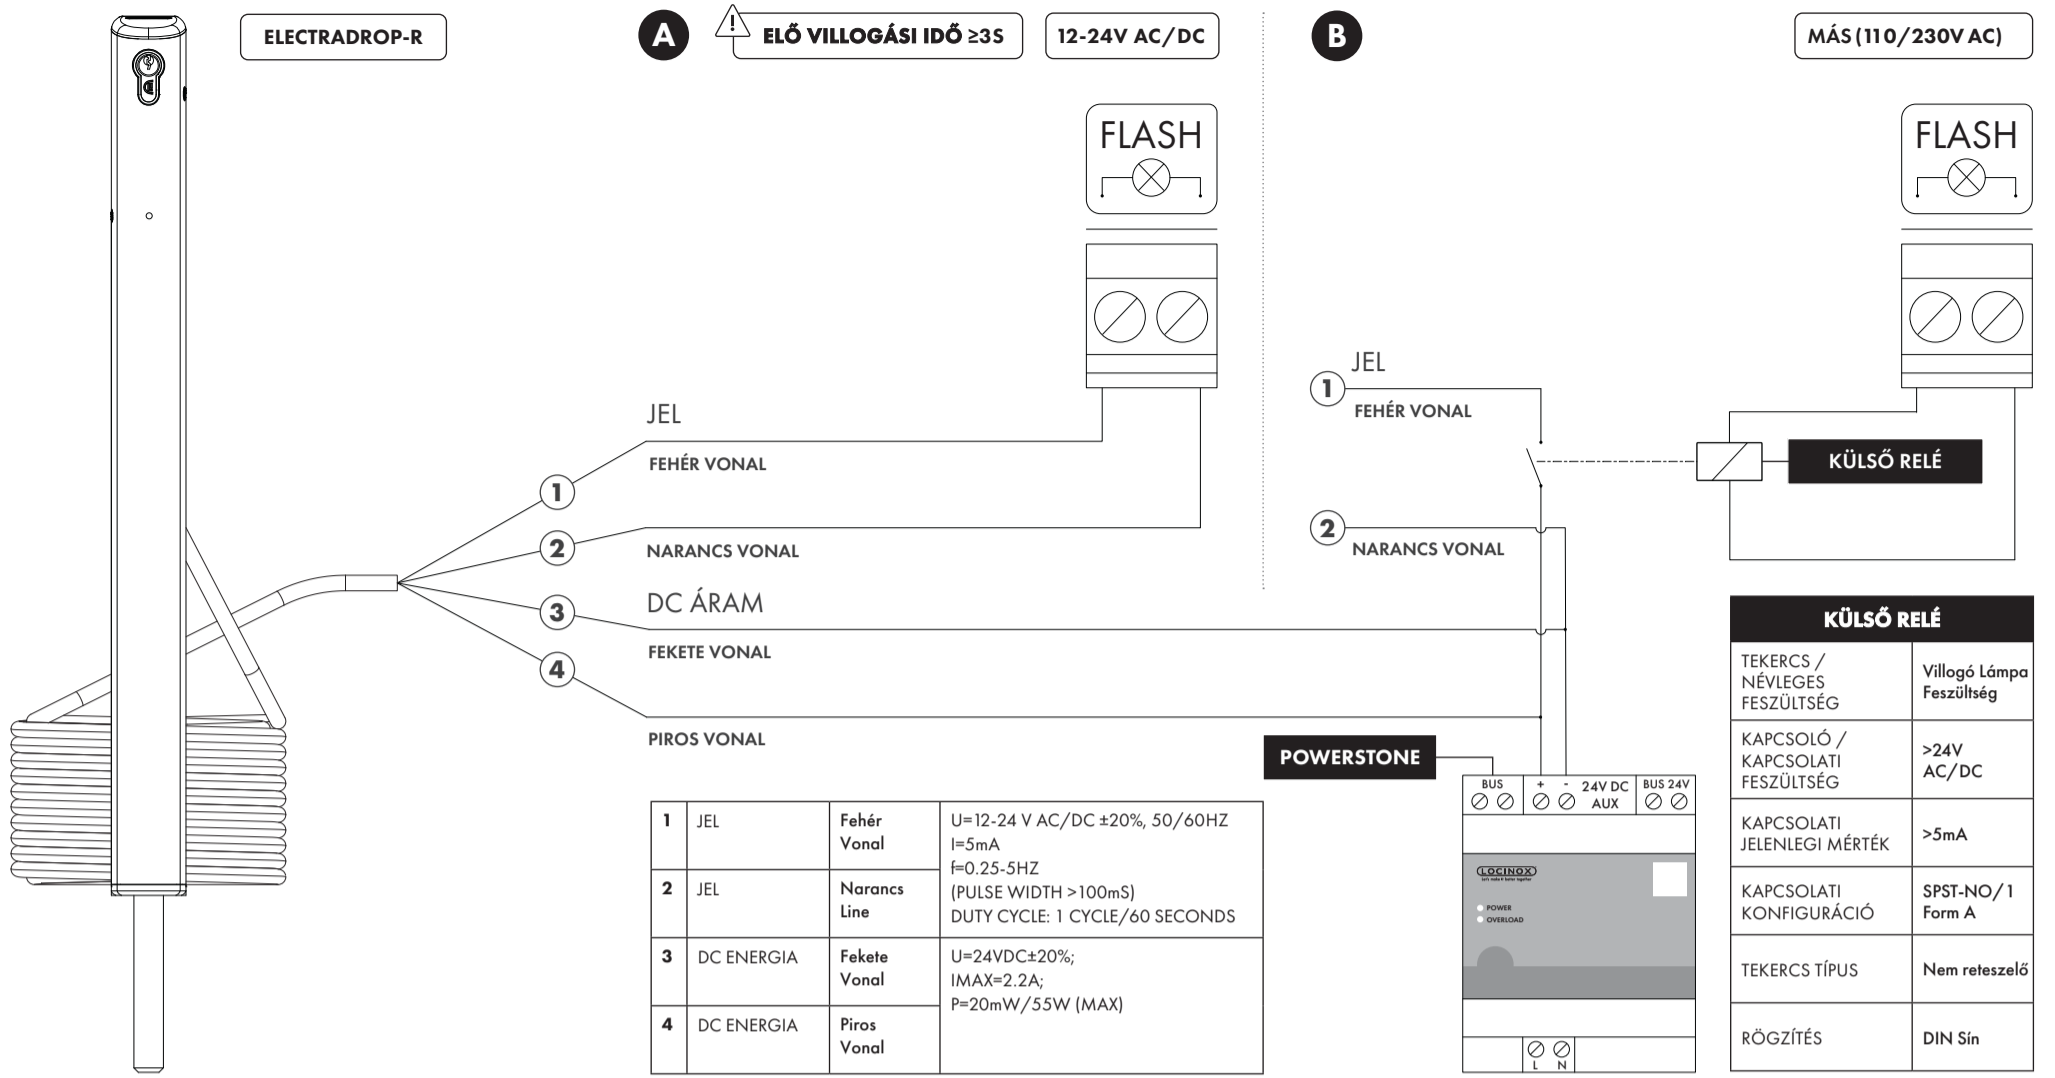 ELECTRADROP-R
A
! ELŐ VILLOGÁSI IDŐ ≥3S
12-24V AC/DC
B
MÁS (110/230V AC)
FLASH
FLASH
JEL
FEHÉR VONAL
1
2
NARANCS VONAL
DC ÁRAM
3
FEKETE VONAL
4
PIROS VONAL
JEL
1
FEHÉR VONAL
KÜLSŐ RELÉ
2
NARANCS VONAL
POWERSTONE
BUS
+ -
24V DC
AUX
BUS 24V
LOCINOX
Let's make it better together
POWER
OVERLOAD
L N
1 JEL Fehér
Vonal
U=12-24 V AC/DC ±20%, 50/60HZ
I=5mA
f=0.25-5HZ
(PULSE WIDTH >100mS)
DUTY CYCLE: 1 CYCLE/60 SECONDS
2 JEL Narancs
Line
3 DC ENERGIA Fekete
Vonal
U=24VDC±20%;
IMAX=2.2A;
P=20mW/55W (MAX)
4 DC ENERGIA Piros
Vonal
KÜLSŐ RELÉ
TEKERCS /
NÉVLEGES
FESZÜLTSÉG
Villogó Lámpa
Feszültség
KAPCSOLÓ /
KAPCSOLATI
FESZÜLTSÉG
>24V
AC/DC
KAPCSOLATI
JELENLEGI MÉRTÉK
>5mA
KAPCSOLATI
KONFIGURÁCIÓ
SPST-NO/1
Form A
TEKERCS TÍPUS
Nem reteszelő
RÖGZÍTÉS
DIN Sín